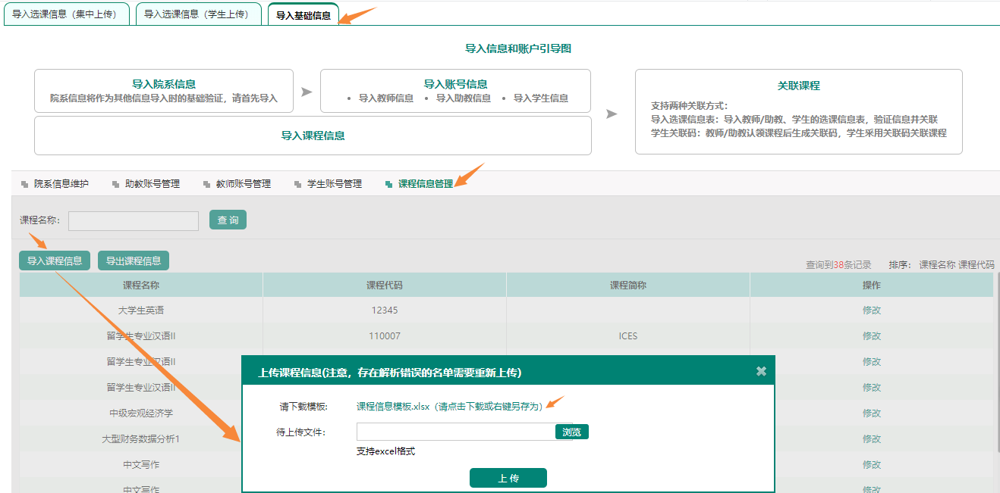 导入选课信息（集中上传）
导入选课信息（学生上传）
导入基础信息
导入信息和账户引导图
导入院系信息
院系信息将作为其他信息导入时的基础验证，请首先导入
导入账号信息
• 导入教师信息 • 导入助教信息 • 导入学生信息
导入课程信息
关联课程
支持两种关联方式：
导入选课信息表：导入教师/助教、学生的选课信息表，验证信息并关联
学生关联码：教师/助教认领课程后生成关联码，学生采用关联码关联课程
院系信息维护 助教账号管理 教师账号管理 学生账号管理 课程信息管理
课程名称： 查 询
导入课程信息 导出课程信息 查询到38条记录 排序： 课程名称 课程代码
课程名称 课程代码 课程简称 操作
大学生英语 12345 修改
留学生专业汉语II 110007 ICES 修改
留学生专业汉语II 修改
留学生专业汉语II 修改
中级宏观经济学 修改
大型财务数据分析1 修改
中文写作 修改
中文写作 修改
上传课程信息(注意，存在解析错误的名单需要重新上传)
请下载模板: 课程信息模板.xlsx（请点击下载或右键另存为）
待上传文件: 浏览
支持excel格式
上 传